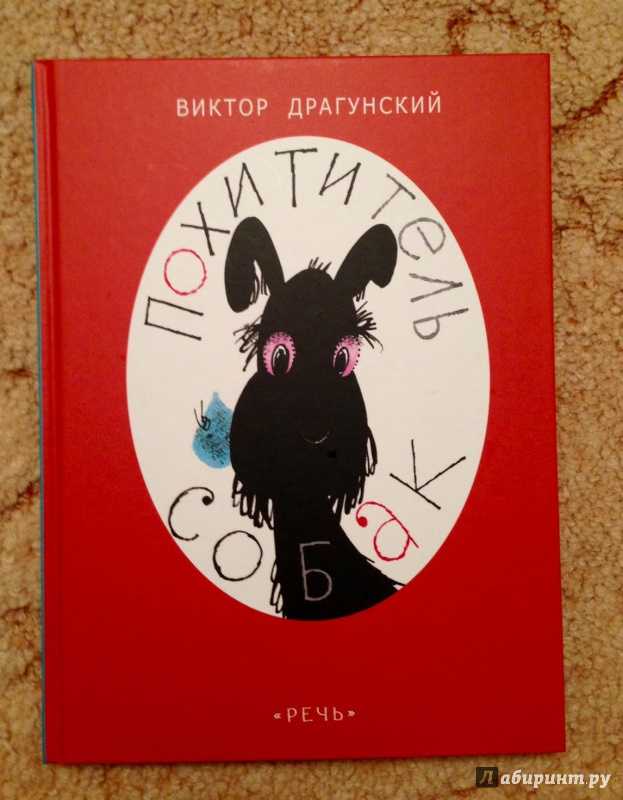 ВИКТОР ДРАГУНСКИЙ
ПОХИТИТЕЛЬ
СОБаК
«РЕЧЬ»
Лабиринт.ру